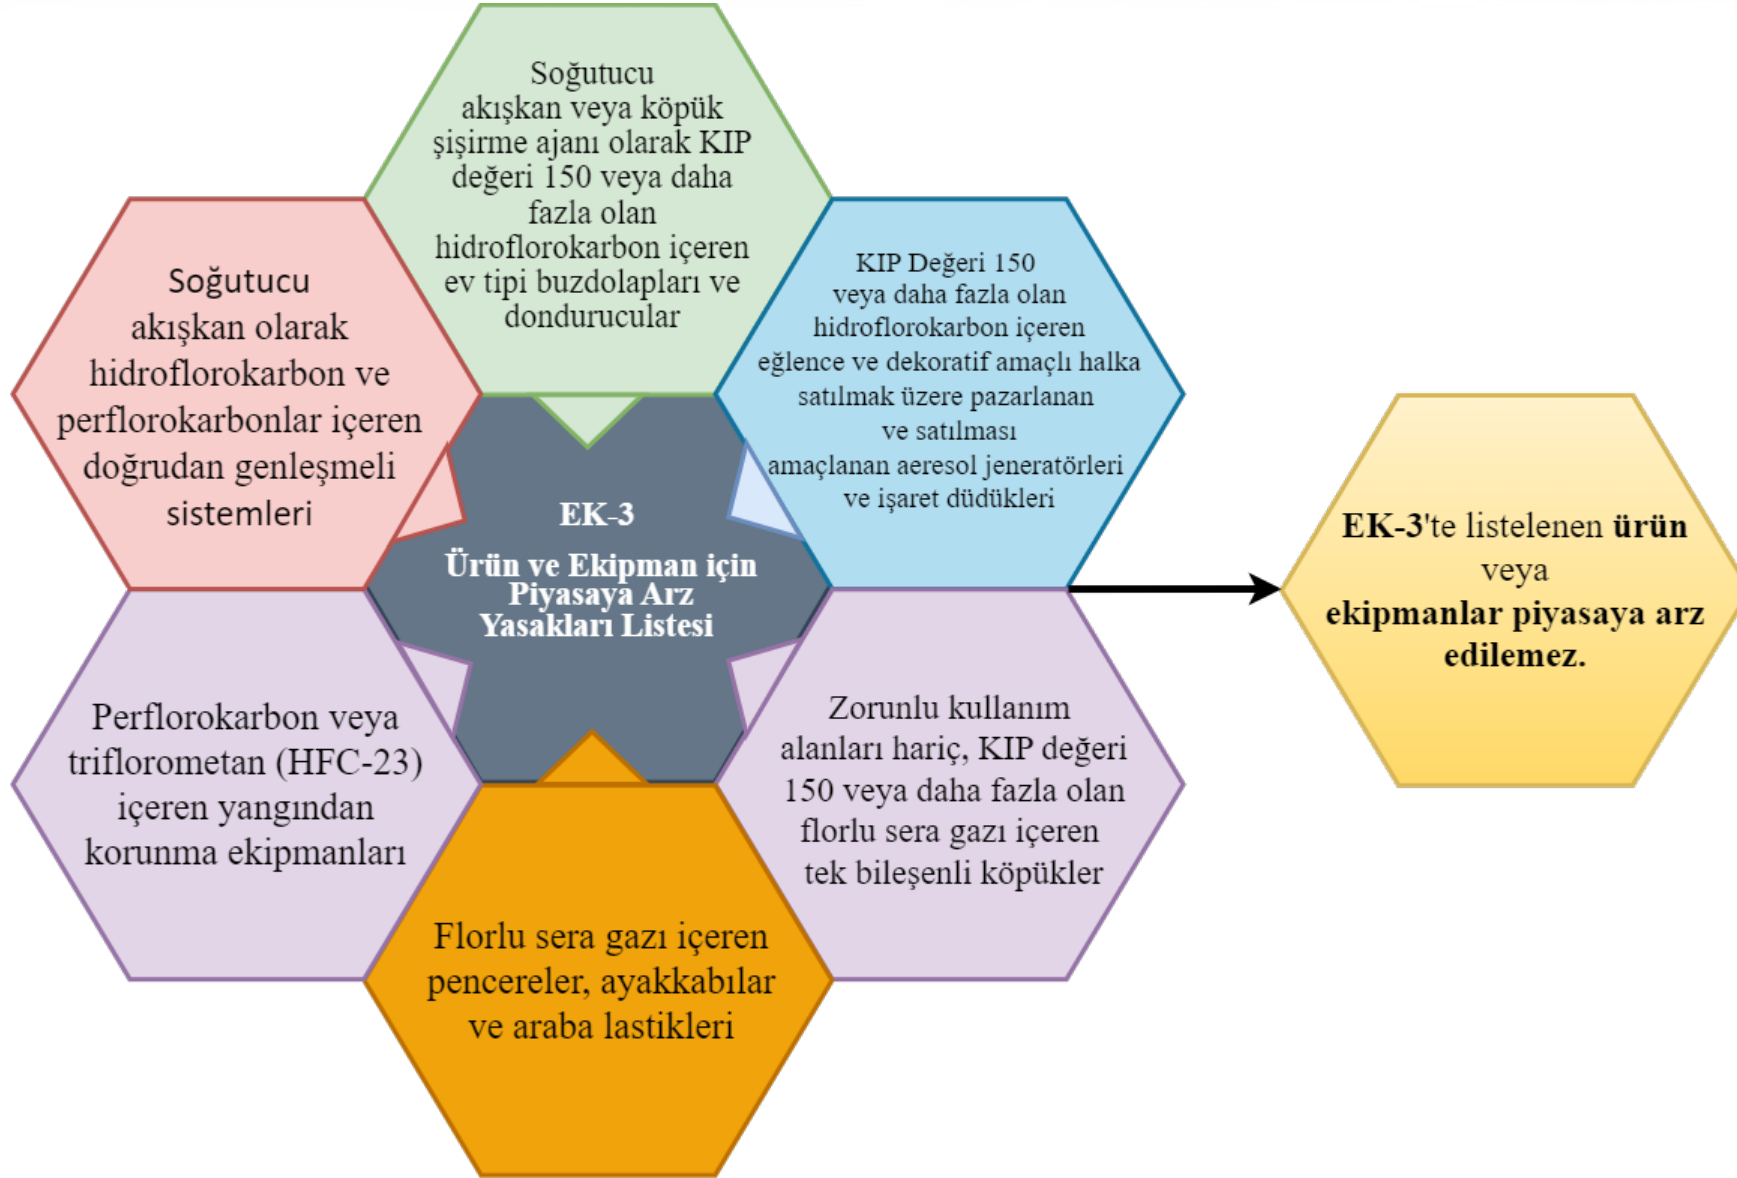 Soğutucu
akışkan veya köpük
şişirme ajanı olarak KIP
değeri 150 veya daha
fazla olan
hidroflorokarbon içeren
ev tipi buzdolapları ve
dondurucular
KIP Değeri 150
veya daha fazla olan
hidroflorokarbon içeren
eğlence ve dekoratif amaçlı halka
satılmak üzere pazarlanan
ve satılması
amaçlanan aeresol jeneratörleri
ve işaret düdükleri
Soğutucu
akışkan olarak
hidroflorokarbon ve
perflorokarbonlar içeren
doğrudan genleşmeli
sistemleri
EK-3
Ürün ve Ekipman için
Piyasaya Arz
Yasakları Listesi
EK-3'te listelenen ürün
veya
ekipmanlar piyasaya arz
edilemez.
Perflorokarbon veya
triflorometan (HFC-23)
içeren yangından
korunma ekipmanları
Zorunlu kullanım
alanları hariç, KIP değeri
150 veya daha fazla olan
florlu sera gazı içeren
tek bileşenli köpükler
Florlu sera gazı içeren
pencereler, ayakkabılar
ve araba lastikleri